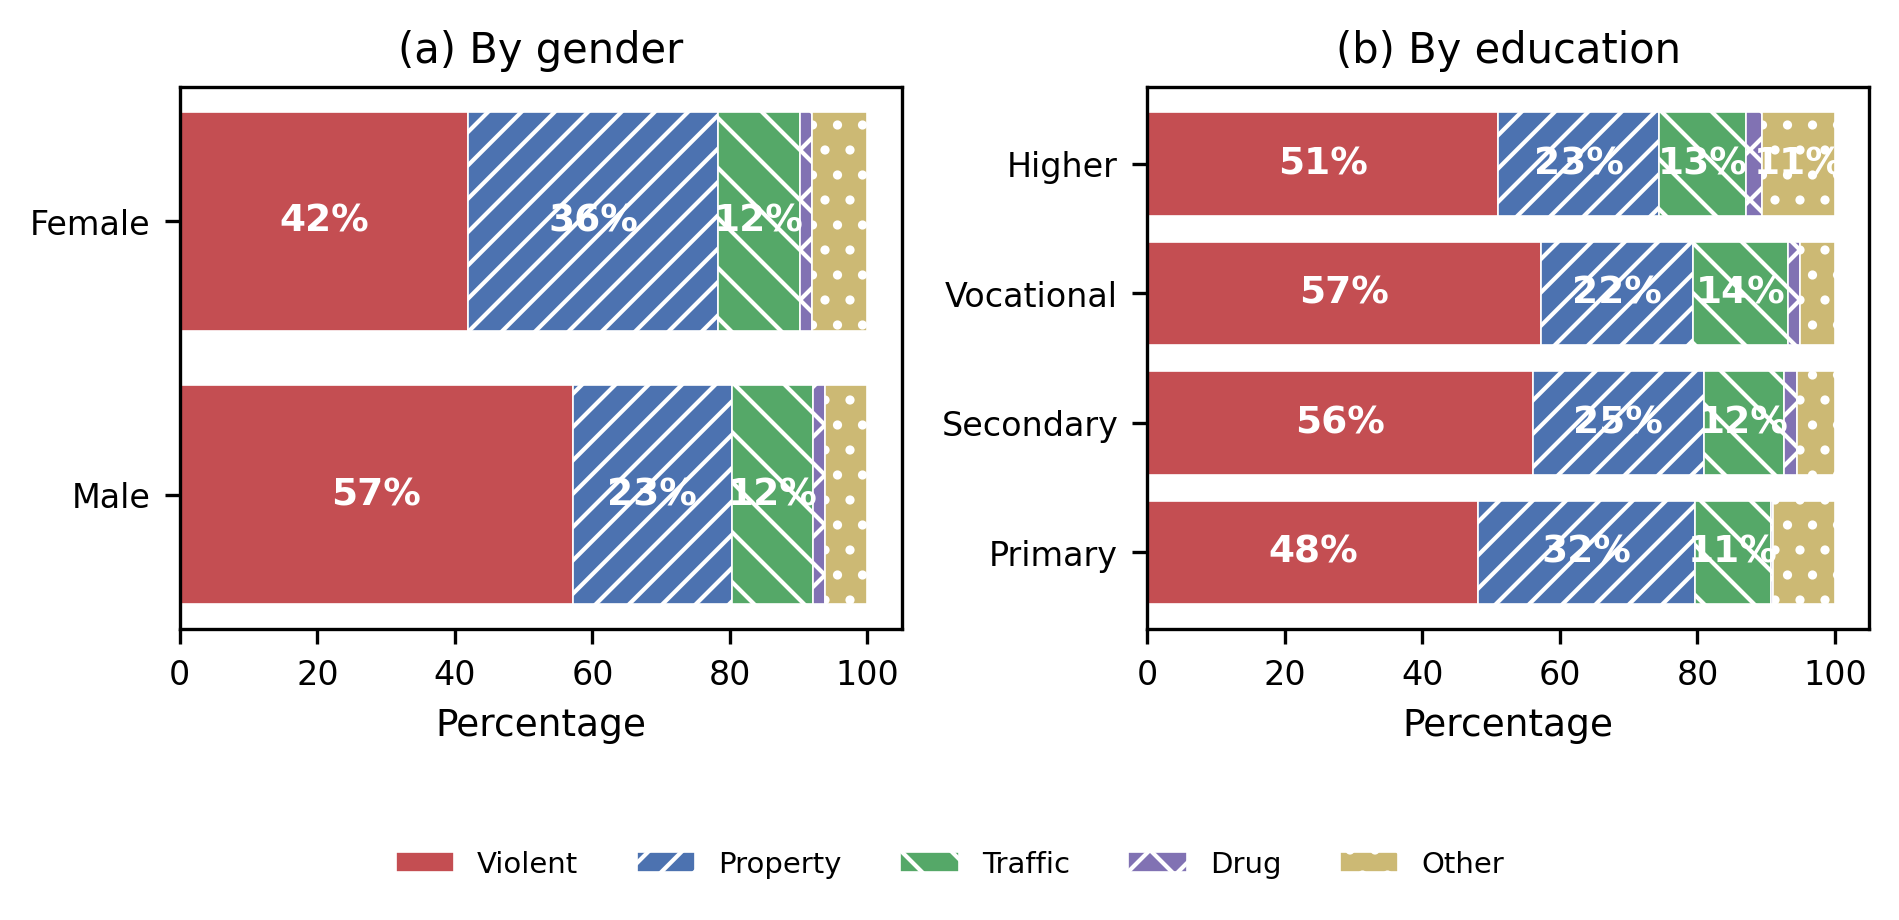 (a) By gender
Female
42%
36%
12%
Male
57%
23%
12%
0 20 40 60 80 100
Percentage
(b) By education
Higher
51%
23%
13%
11%
Vocational
57%
22%
14%
Secondary
56%
25%
12%
Primary
48%
32%
11%
0 20 40 60 80 100
Percentage
Violent Property Traffic Drug Other